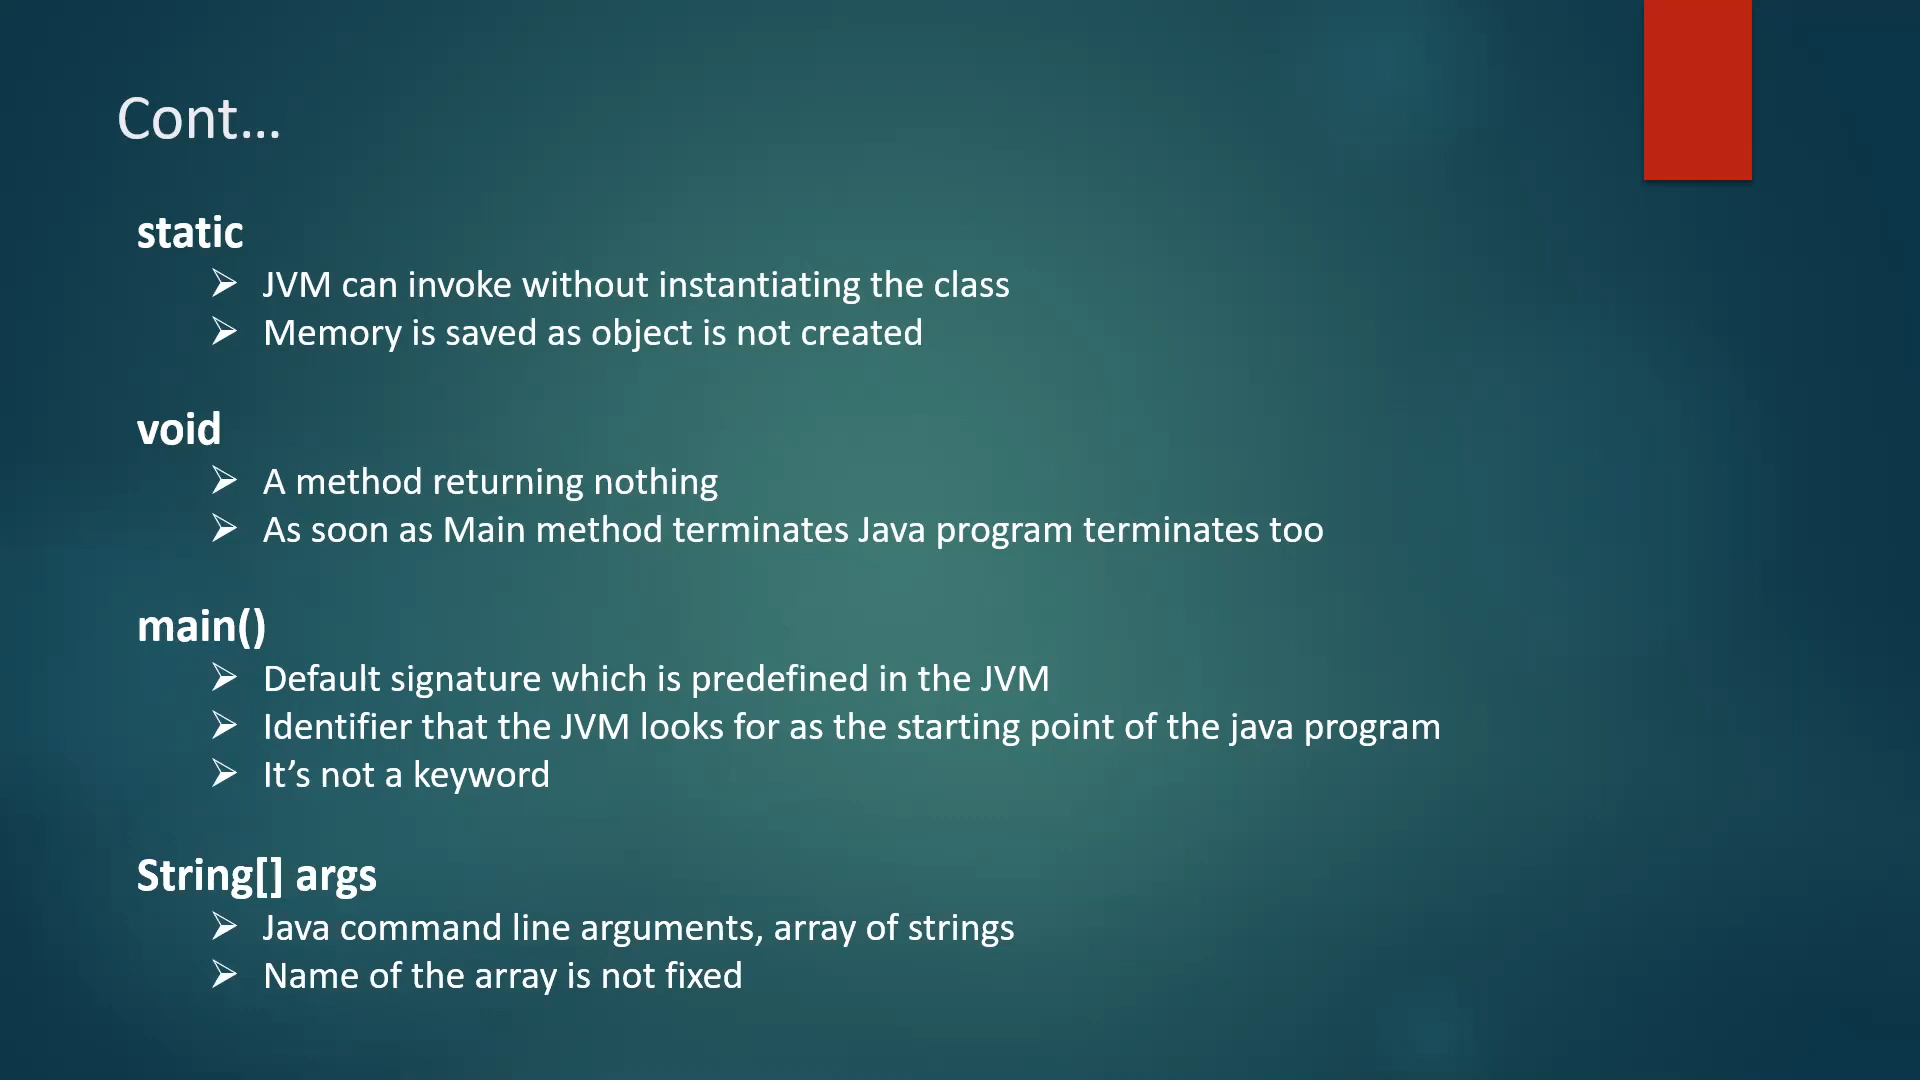 Cont...
static
➢ JVM can invoke without instantiating the class
➢ Memory is saved as object is not created
void
➢ A method returning nothing
➢ As soon as Main method terminates Java program terminates too
main()
➢ Default signature which is predefined in the JVM
➢ Identifier that the JVM looks for as the starting point of the java program
➢ It’s not a keyword
String[] args
➢ Java command line arguments, array of strings
➢ Name of the array is not fixed